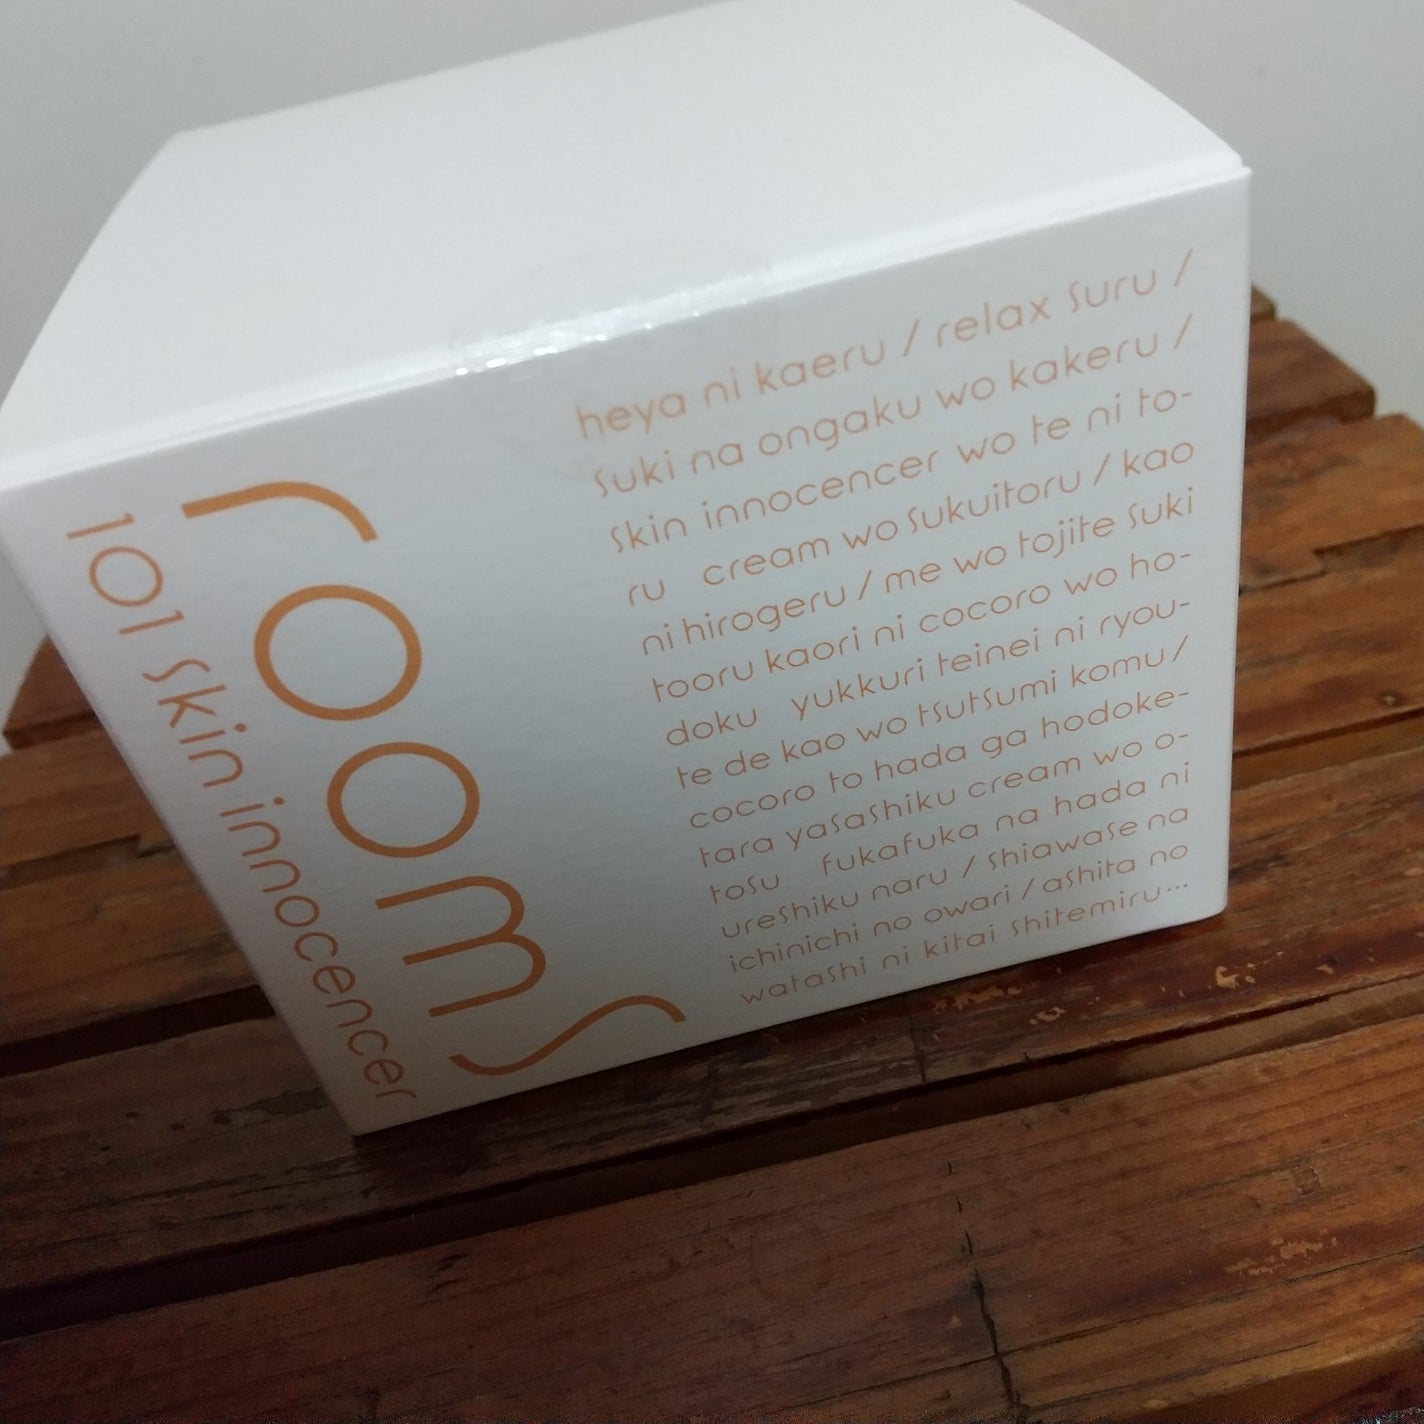 rooms
101 skin innocencer
heya ni kaeru / relax suru /
suki na ongaku wo kakeru /
skin innocencer wo te ni to-
ru cream wo sukuitoru / kao
ni hirogeru / me wo tojite suki
tooru kaori ni cocoro wo ho-
doku yukkuri teinei ni ryou-
te de kao wo tsutsumi komu /
cocoro to hada ga hodoke-
tara yasashiku cream wo o-
tosu fukafuka na hada ni
ureshiku naru / shiawase na
ichinichi no owari / ashita no
watashi ni kitai shitemiru...